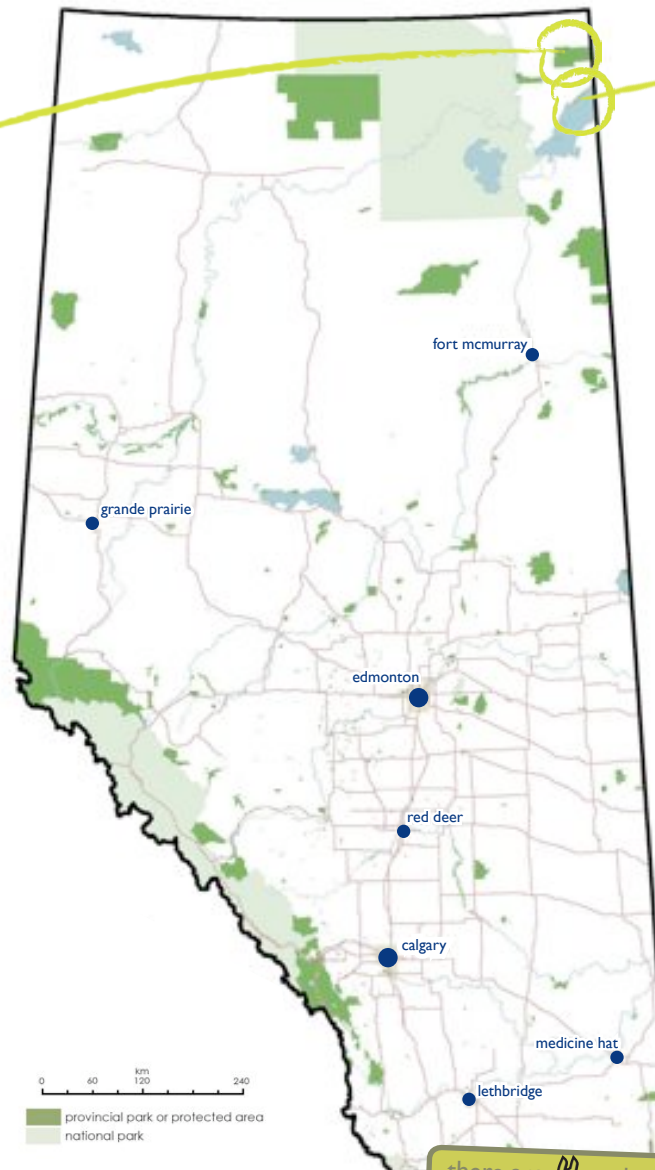 fort mcmurray
grande prairie
edmonton
red deer
calgary
medicine hat
lethbridge
km
0 60 120 240
provincial park or protected area
national park